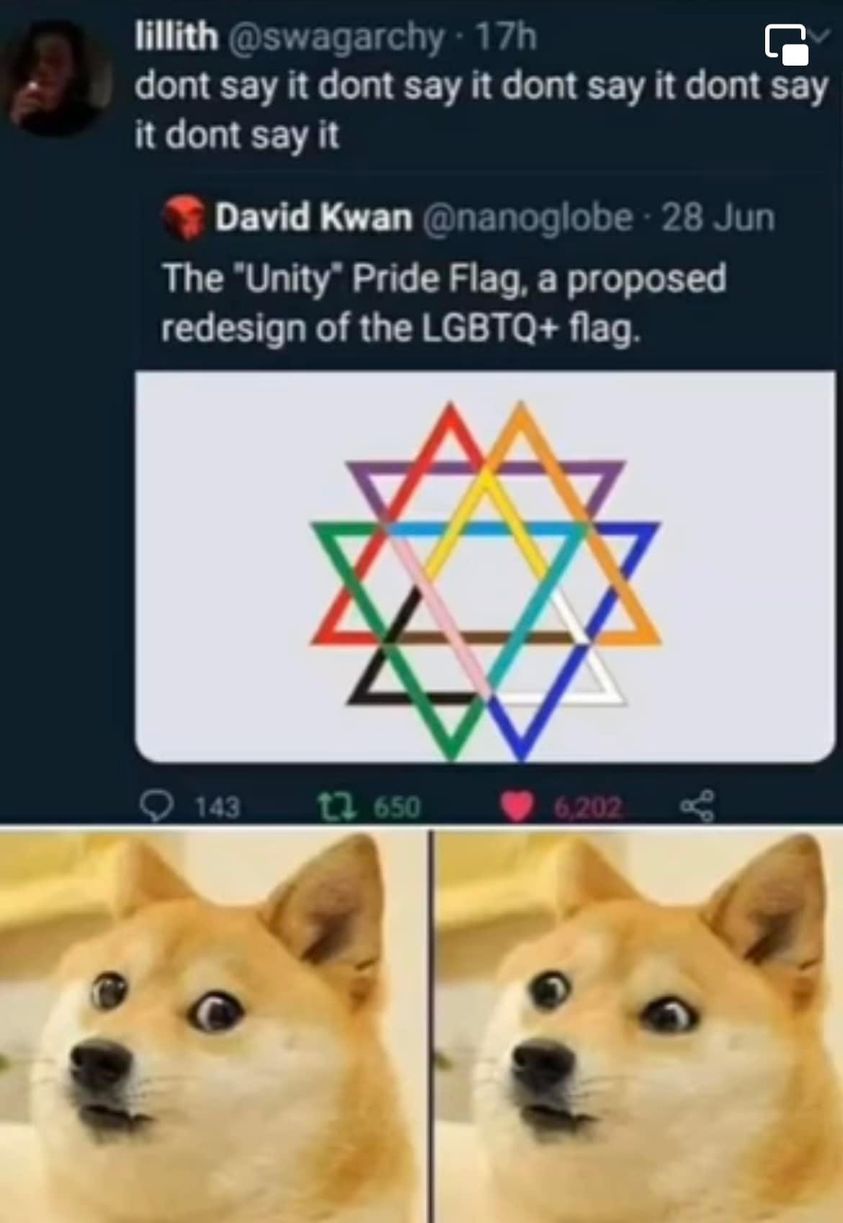 lillith @swagarchy · 17h
dont say it dont say it dont say it dont say
it dont say it
David Kwan @nanoglobe · 28 Jun
The "Unity" Pride Flag, a proposed
redesign of the LGBTQ+ flag.
143 650 6,202